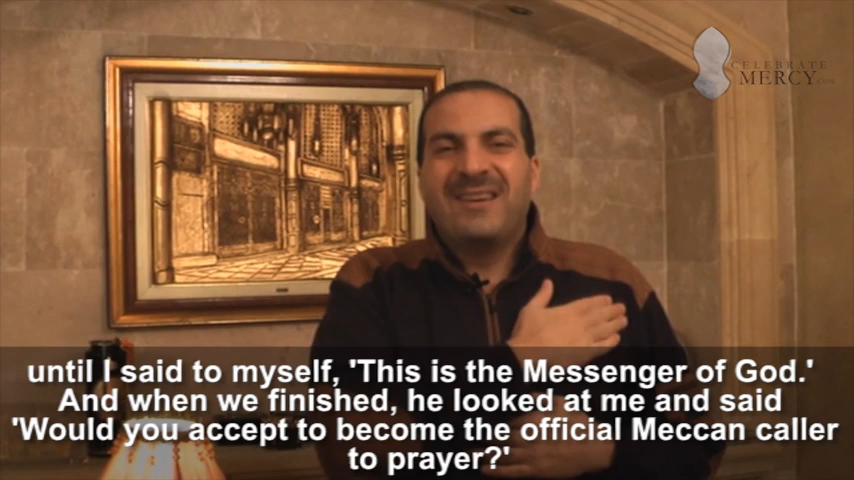 CELEBRATE
MERCY.COM
until I said to myself, 'This is the Messenger of God.'
And when we finished, he looked at me and said
'Would you accept to become the official Meccan caller
to prayer?'